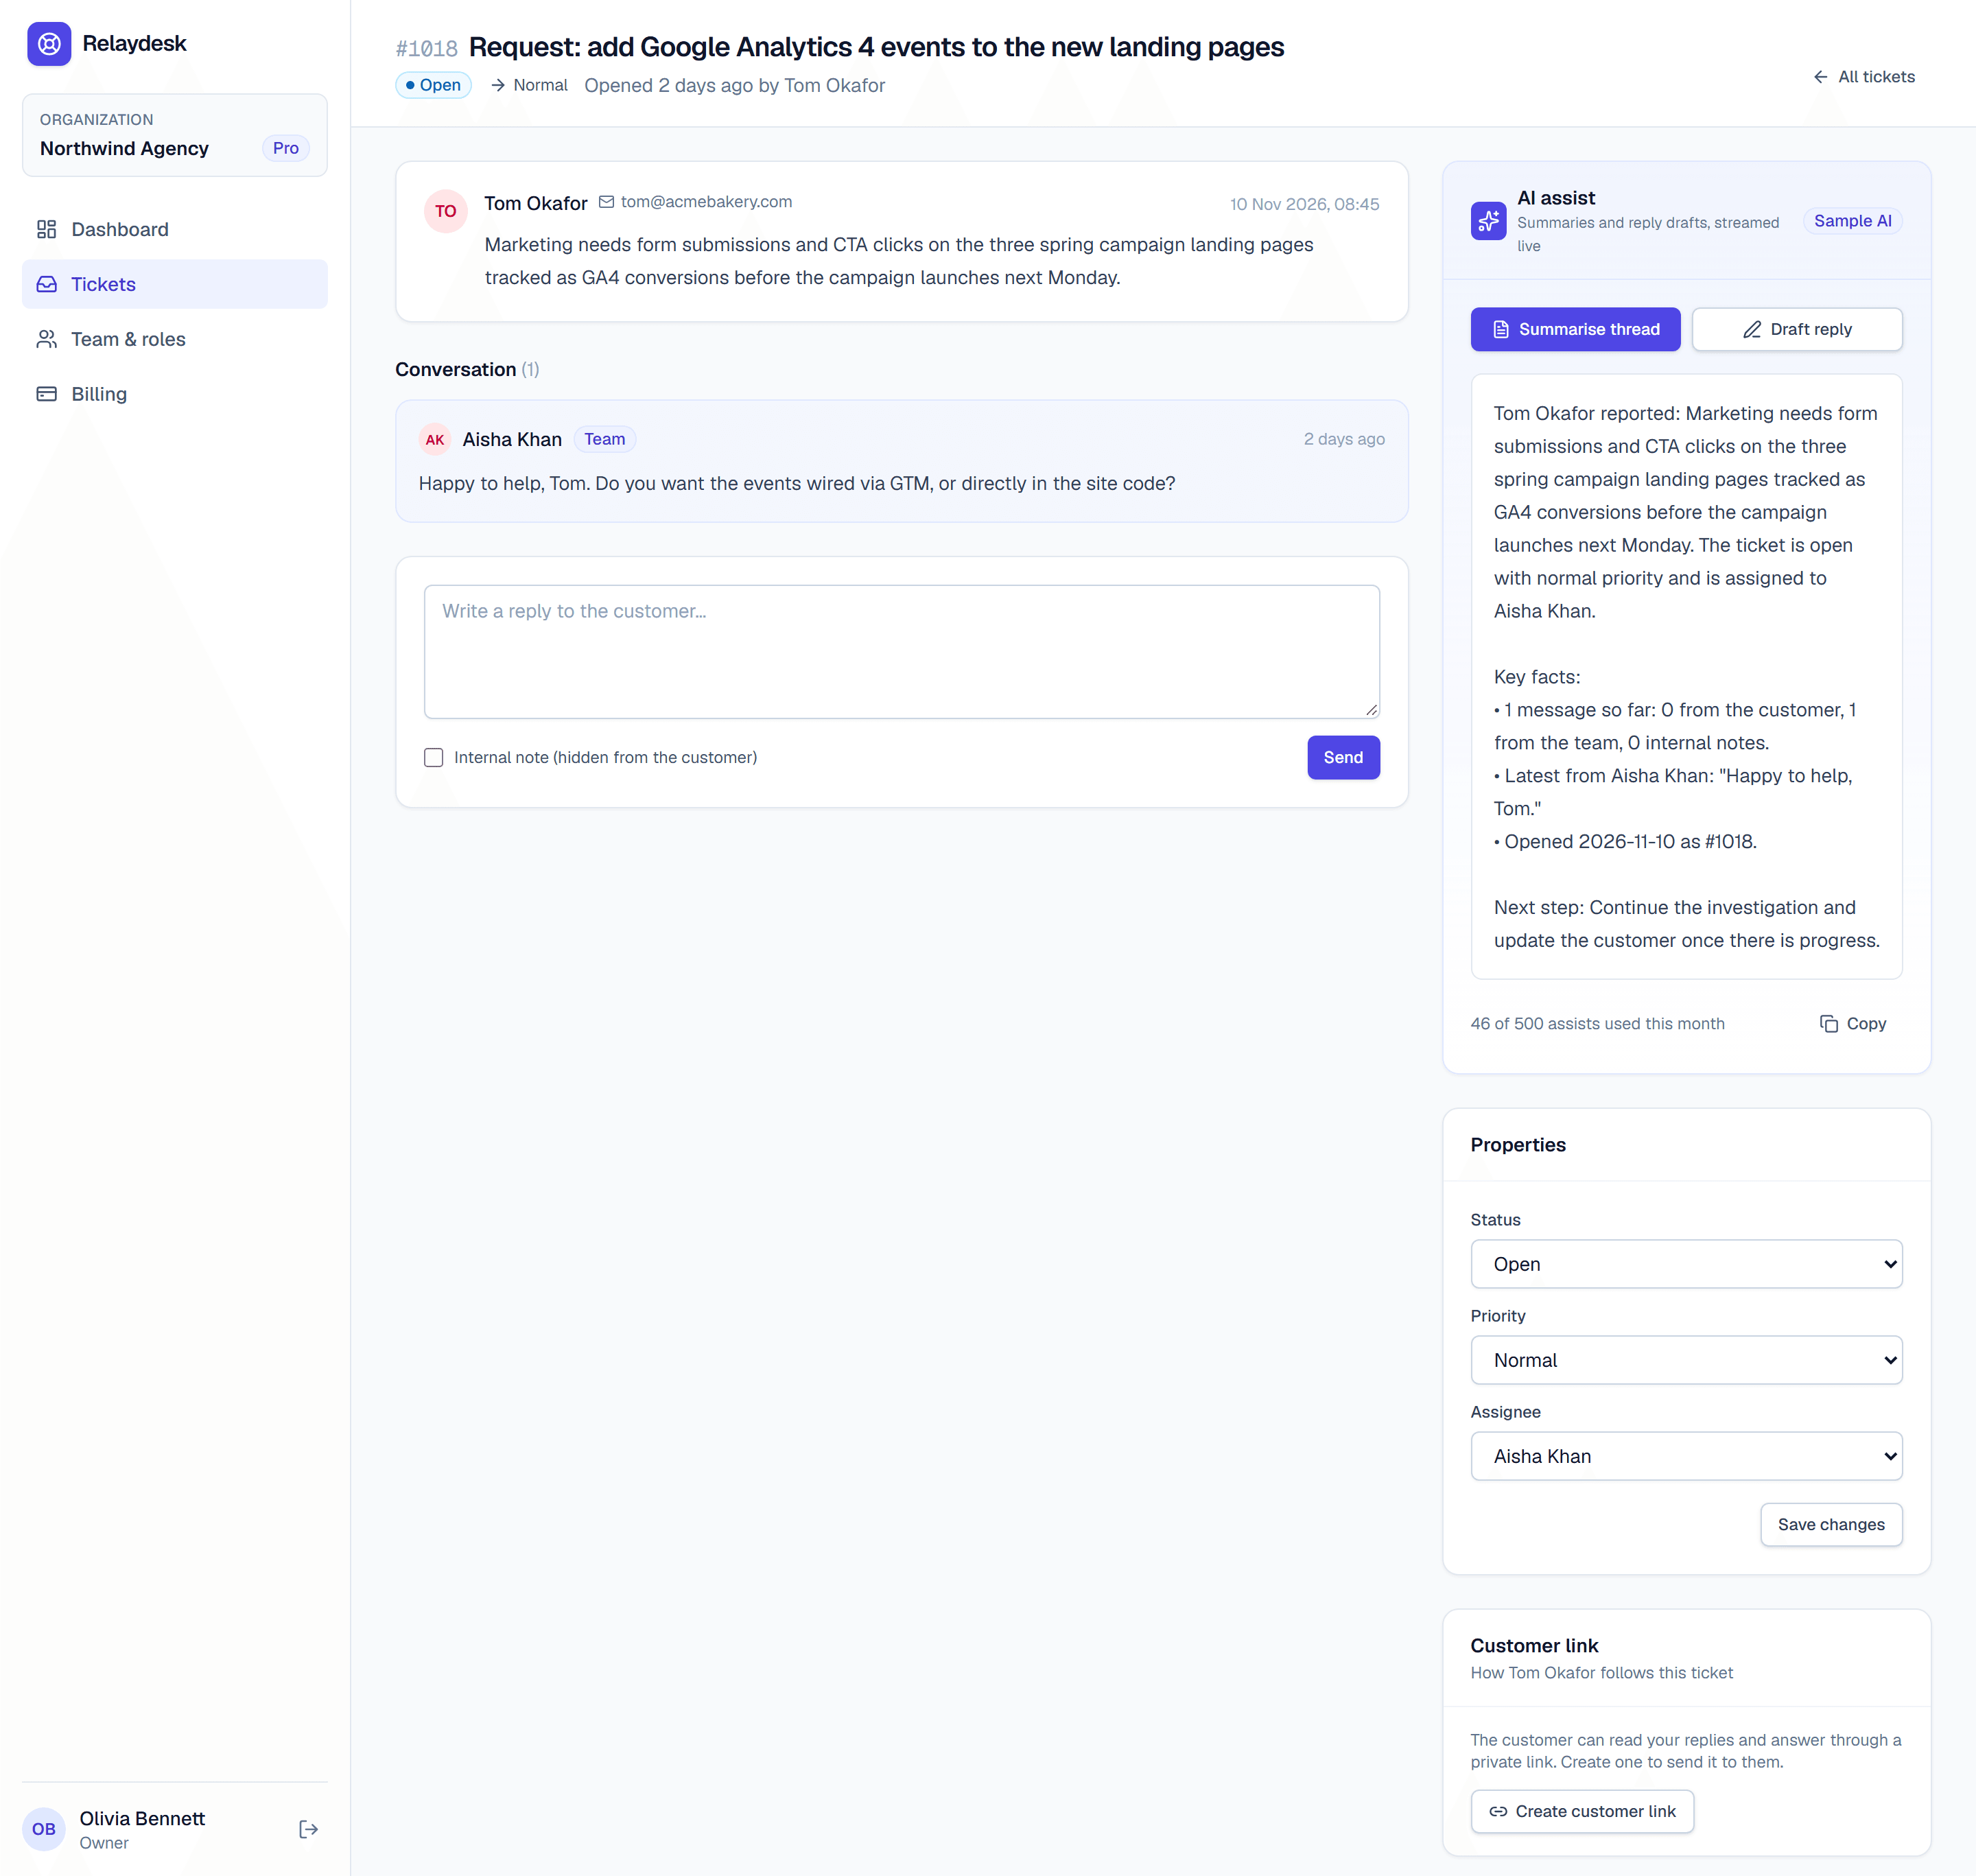 Relaydesk
ORGANIZATION
Northwind Agency
Pro
Dashboard
Tickets
Team & roles
Billing
OB
Olivia Bennett
Owner
#1018 Request: add Google Analytics 4 events to the new landing pages
Open
Normal
Opened 2 days ago by Tom Okafor
All tickets
TO
Tom Okafor
tom@acmebakery.com
10 Nov 2026, 08:45
Marketing needs form submissions and CTA clicks on the three spring campaign landing pages
tracked as GA4 conversions before the campaign launches next Monday.
Conversation (1)
AK
Aisha Khan
Team
2 days ago
Happy to help, Tom. Do you want the events wired via GTM, or directly in the site code?
Write a reply to the customer...
Internal note (hidden from the customer)
Send
AI assist
Summaries and reply drafts, streamed
live
Sample AI
Summarise thread
Draft reply
Tom Okafor reported: Marketing needs form
submissions and CTA clicks on the three
spring campaign landing pages tracked as
GA4 conversions before the campaign
launches next Monday. The ticket is open
with normal priority and is assigned to
Aisha Khan.
Key facts:
• 1 message so far: 0 from the customer, 1
from the team, 0 internal notes.
• Latest from Aisha Khan: "Happy to help,
Tom."
• Opened 2026-11-10 as #1018.
Next step: Continue the investigation and
update the customer once there is progress.
46 of 500 assists used this month
Copy
Properties
Status
Open
Priority
Normal
Assignee
Aisha Khan
Save changes
Customer link
How Tom Okafor follows this ticket
The customer can read your replies and answer through a
private link. Create one to send it to them.
Create customer link